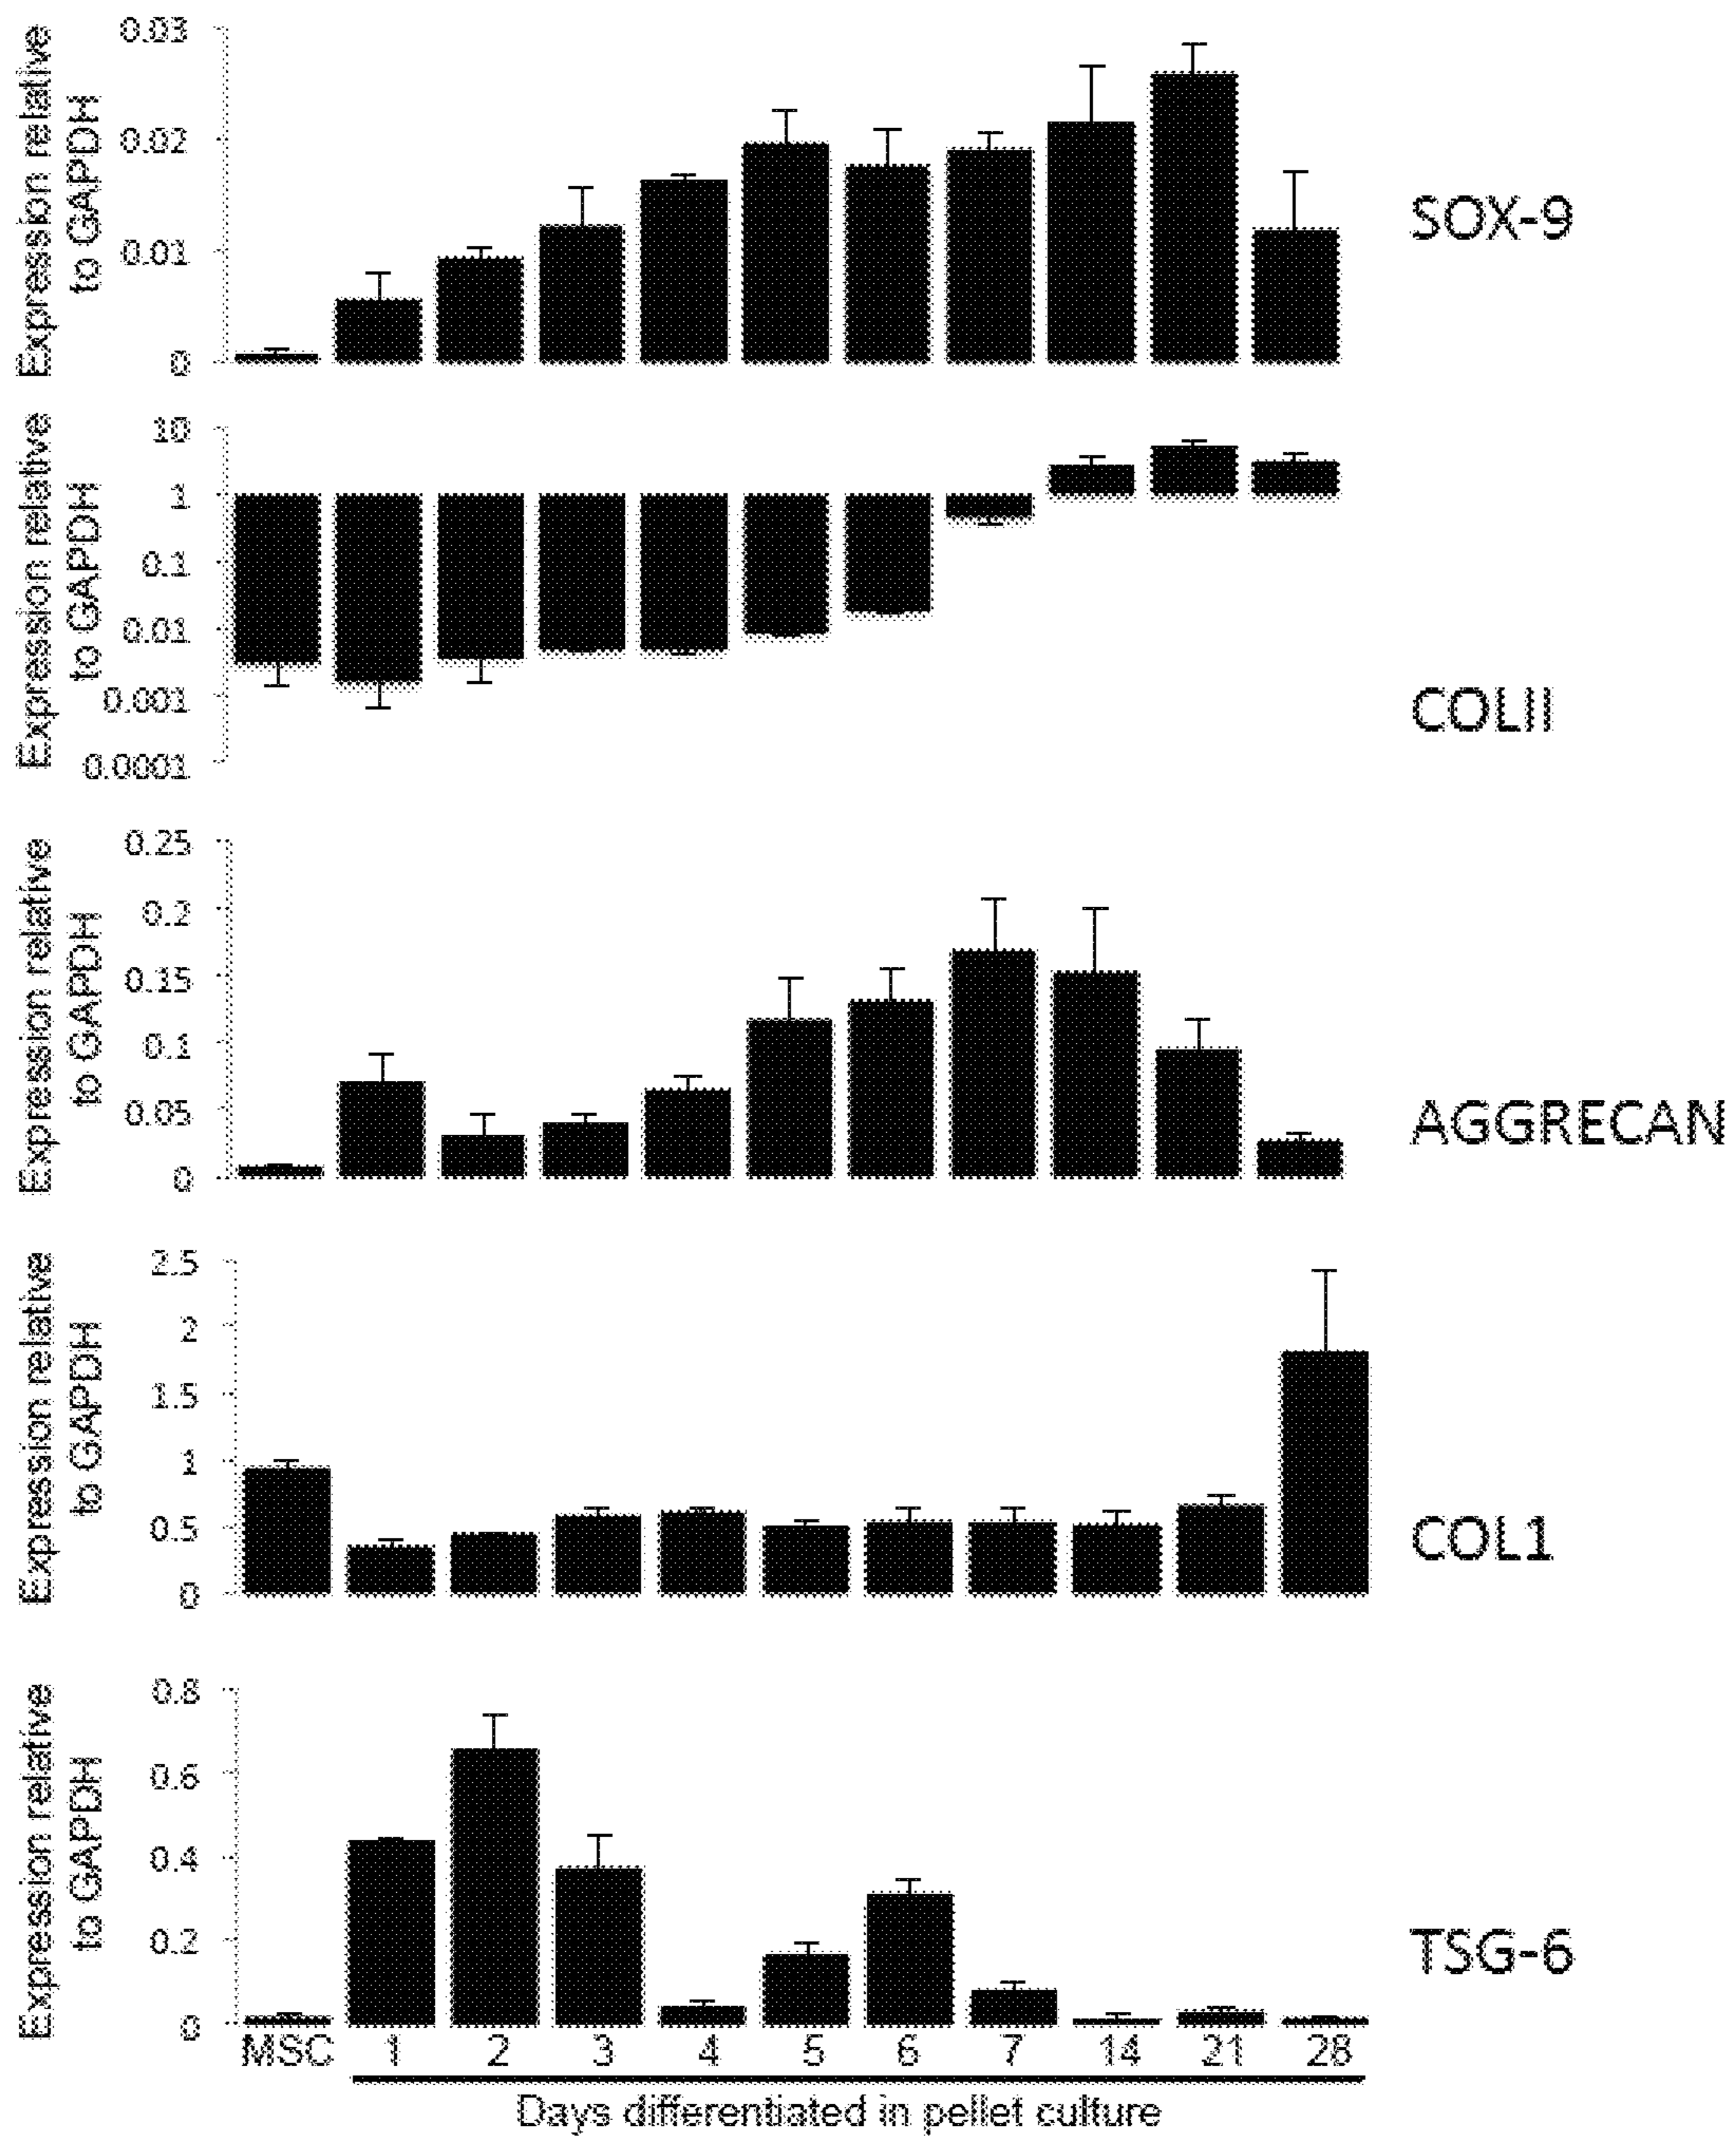 Expression relative
to GAPDH
0.03
0.02
0.01
0
SOX-9
Expression relative
to GAPDH
10
1
0.1
0.01
0.001
0.0001
COLII
Expression relative
to GAPDH
0.25
0.2
0.15
0.1
0.05
0
AGGRECAN
Expression relative
to GAPDH
2.5
2
1.5
1
0.5
0
COL1
Expression relative
to GAPDH
0.8
0.6
0.4
0.2
0
TSG-6
MSC 1 2 3 4 5 6 7 14 21 28
Days differentiated in pellet culture